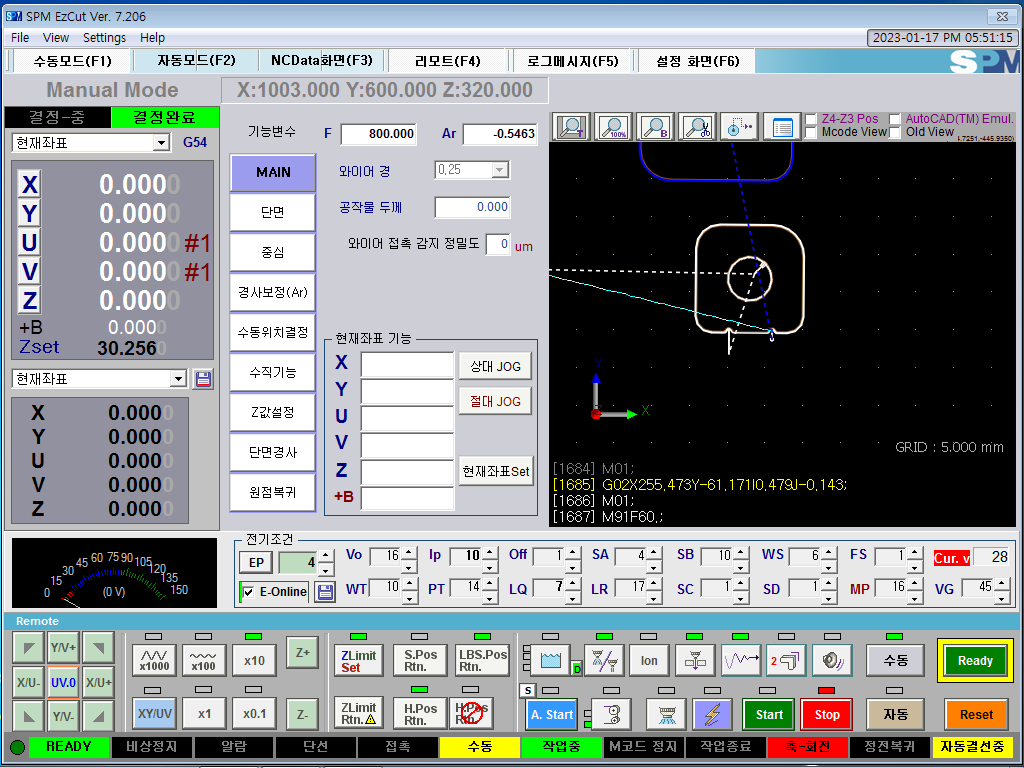 SPM EzCut Ver. 7.206
File View Settings Help
2023-01-17 PM 05:51:15
수동모드(F1) 자동모드(F2) NCData화면(F3) 리모트(F4) 로그메시지(F5) 설정 화면(F6) SPM
Manual Mode X:1003.000 Y:600.000 Z:320.000
결정-중 결정완료
현재좌표 G54
X 0.0000
Y 0.0000
U 0.0000 #1
V 0.0000 #1
Z 0.0000
+B 0.0000
Zset 30.2560
현재좌표
X 0.0000
Y 0.0000
U 0.0000
V 0.0000
Z 0.0000
기능변수 F 800.000 Ar -0.5463
MAIN
단면
중심
경사보정(Ar)
수동위치결정
수직기능
Z값설정
단면경사
원점복귀
와이어 경 0,25
공작물 두께 0.000
와이어 접촉 감지 정밀도 0 um
현재좌표 기능
X 상대 JOG
Y 절대 JOG
U
V
Z 현재좌표Set
+B
T 100% B
Z4-Z3 Pos AutoCAD(TM) Emul.
Mcode View Old View
4.7251,-445.9350)
Y
X
GRID : 5.000 mm
[1684] M01;
[1685] G02X255,473Y-61,171I0,479J-0,143;
[1686] M01;
[1687] M91F60,;
0 15 30 45 60 75 90 105 120 135 150
(0 V)
전기조건
EP 4 Vo 16 Ip 10 Off 1 SA 4 SB 10 WS 6 FS 1 Cur. v 28
E-Online WT 10 PT 14 LQ 7 LR 17 SC 1 SD 1 MP 16 VG 45
Remote
Y/V+ x1000 x100 x10 Z+ ZLimit Set S.Pos Rtn. LBS.Pos Rtn. D Ion 2 수동 Ready
X/U- UV.0 X/U+
Y/V- XY/UV x1 x0.1 Z- ZLimit Rtn. H.Pos Rtn. H.Pos Rtn. S A. Start Start Stop 자동 Reset
READY 비상정지 알람 단선 접촉 수동 작업중 M코드 정지 작업종료 축-회전 정전복귀 자동결선중